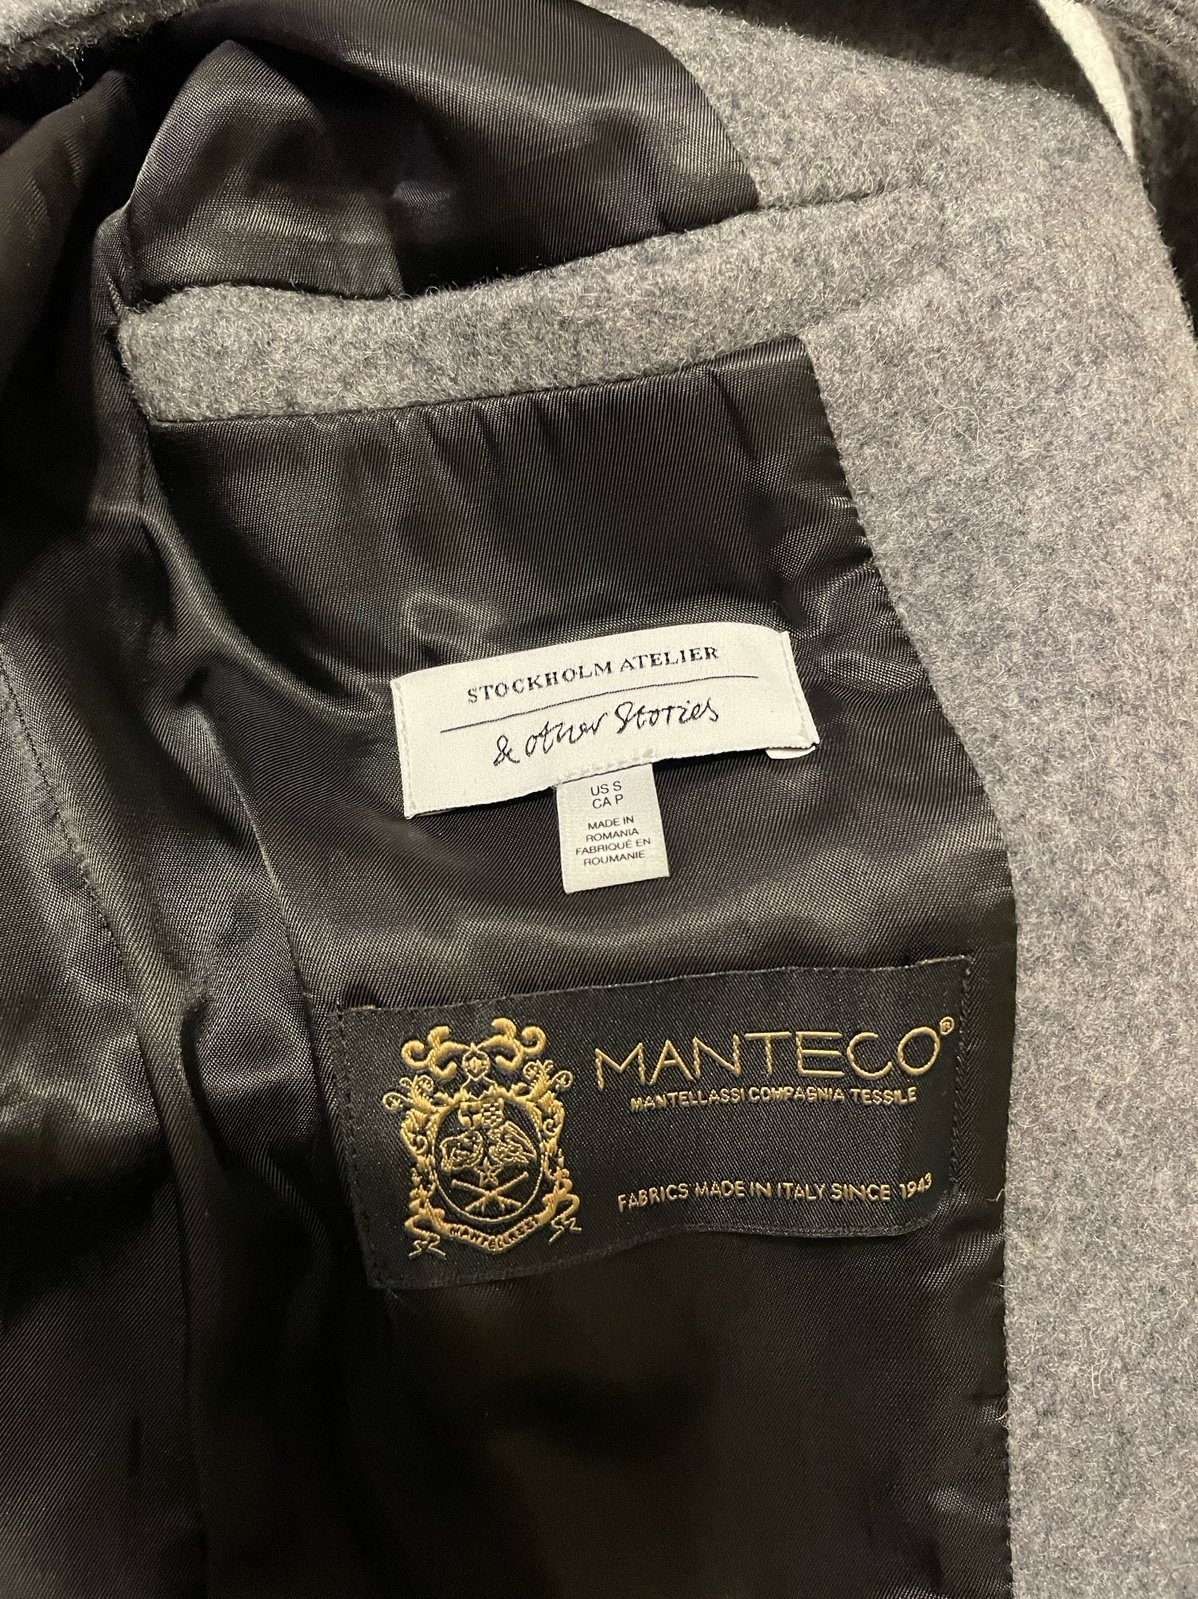 STOCKHOLM ATELIER
& other Stories
US S
CA P
MADE IN
ROMANIA
FABRIQUÉ EN
ROUMANIE
MANTECO®
MANTELLASSI COMPAGNIA TESSILE
FABRICS MADE IN ITALY SINCE 1943